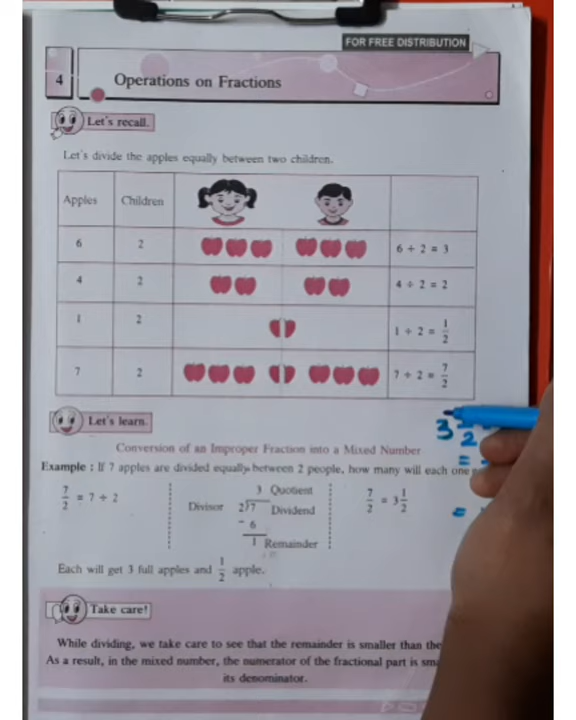 FOR FREE DISTRIBUTION
4 Operations on Fractions
Let's recall.
Let's divide the apples equally between two children.
Apples Children
6 2 6 ÷ 2 = 3
4 2 4 ÷ 2 = 2
1 2 1 ÷ 2 = 1/2
7 2 7 ÷ 2 = 7/2
Let's learn.
3
2
=
Conversion of an Improper Fraction into a Mixed Number
Example : If 7 apples are divided equally between 2 people, how many will each one
7/2 = 7 ÷ 2
3 Quotient
Divisor 2)7 Dividend
- 6
1 Remainder
7/2 = 3 1/2
=
Each will get 3 full apples and 1/2 apple.
Take care!
While dividing, we take care to see that the remainder is smaller than the
As a result, in the mixed number, the numerator of the fractional part is
its denominator.